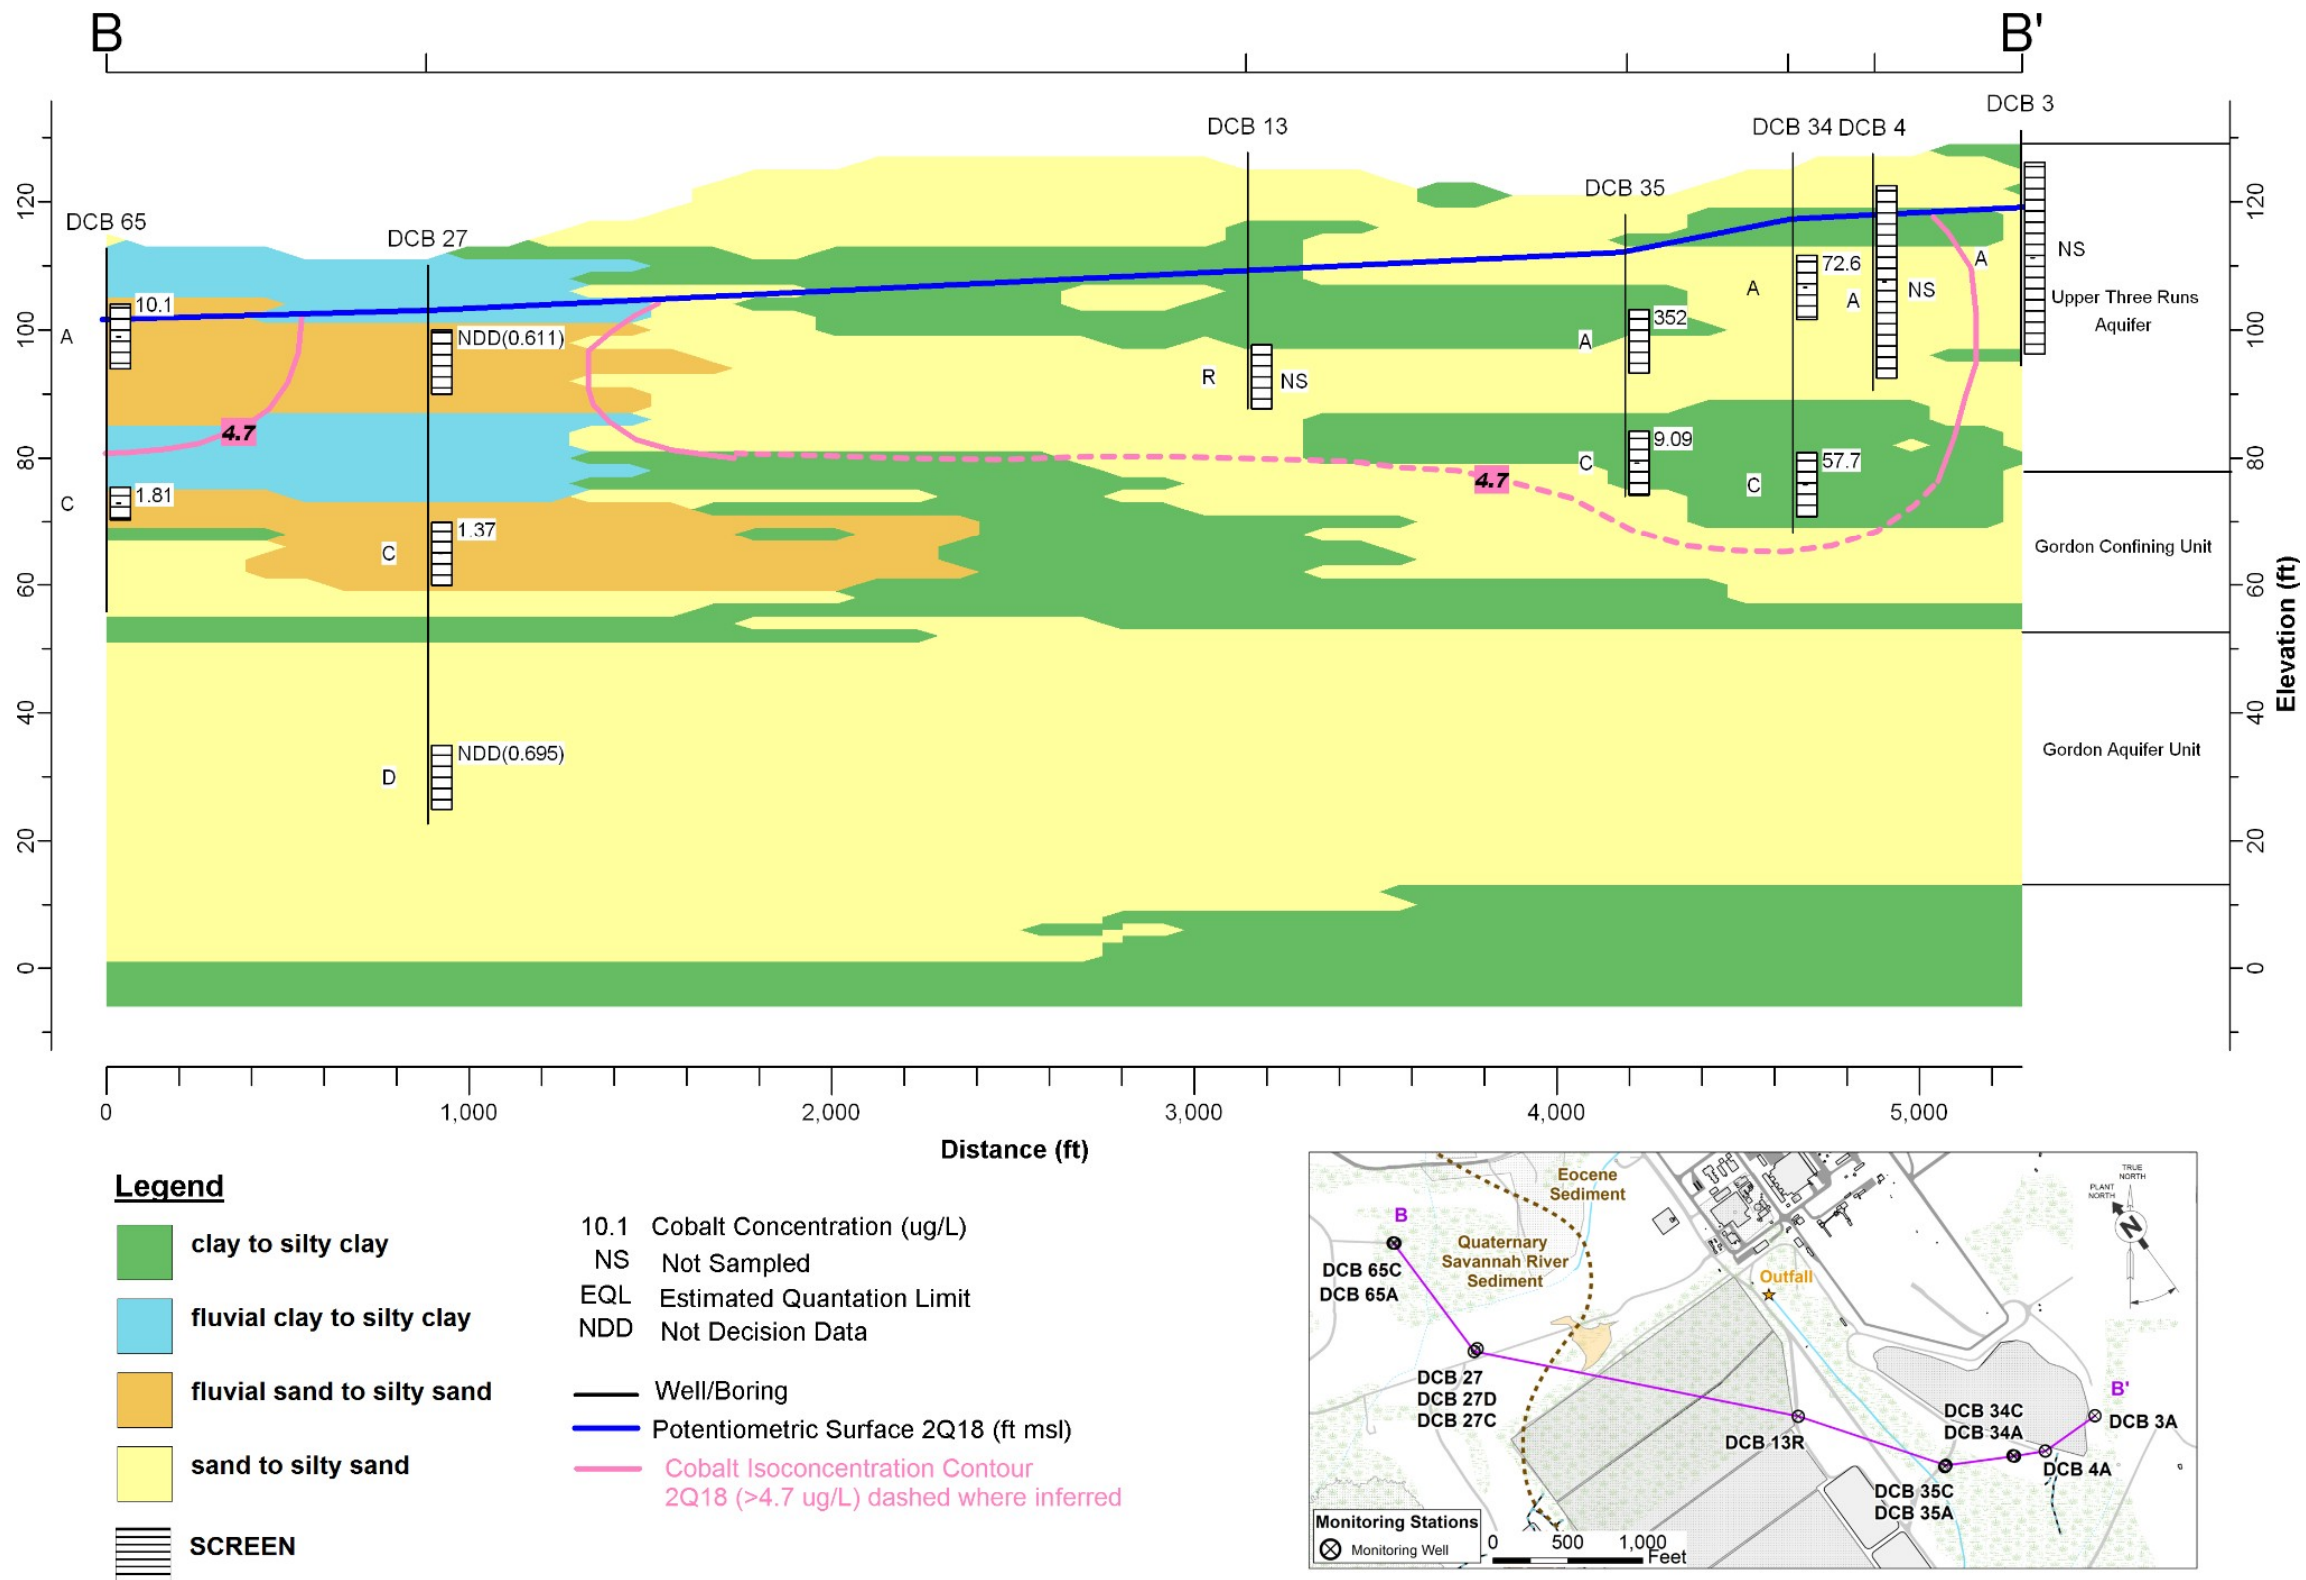 B
B'
DCB 3
DCB 13
DCB 34
DCB 4
DCB 35
DCB 65
DCB 27
120
100
80
60
40
20
0
120
100
80
60
40
20
0
Elevation (ft)
A
10.1
NDD(0.611)
4.7
C
1.81
C
1.37
D
NDD(0.695)
R
NS
A
352
C
9.09
4.7
A
72.6
A
NS
C
57.7
A
NS
Upper Three Runs
Aquifer
Gordon Confining Unit
Gordon Aquifer Unit
0
1,000
2,000
3,000
4,000
5,000
Distance (ft)
Legend
clay to silty clay
fluvial clay to silty clay
fluvial sand to silty sand
sand to silty sand
SCREEN
10.1 Cobalt Concentration (ug/L)
NS Not Sampled
EQL Estimated Quantation Limit
NDD Not Decision Data
Well/Boring
Potentiometric Surface 2Q18 (ft msl)
Cobalt Isoconcentration Contour
2Q18 (>4.7 ug/L) dashed where inferred
Eocene
Sediment
B
Quaternary
Savannah River
Sediment
DCB 65C
DCB 65A
Outfall
TRUE
NORTH
PLANT
NORTH
N
DCB 27
DCB 27D
DCB 27C
DCB 13R
B'
DCB 34C
DCB 34A
DCB 3A
DCB 4A
DCB 35C
DCB 35A
Monitoring Stations
Monitoring Well
0 500 1,000
Feet